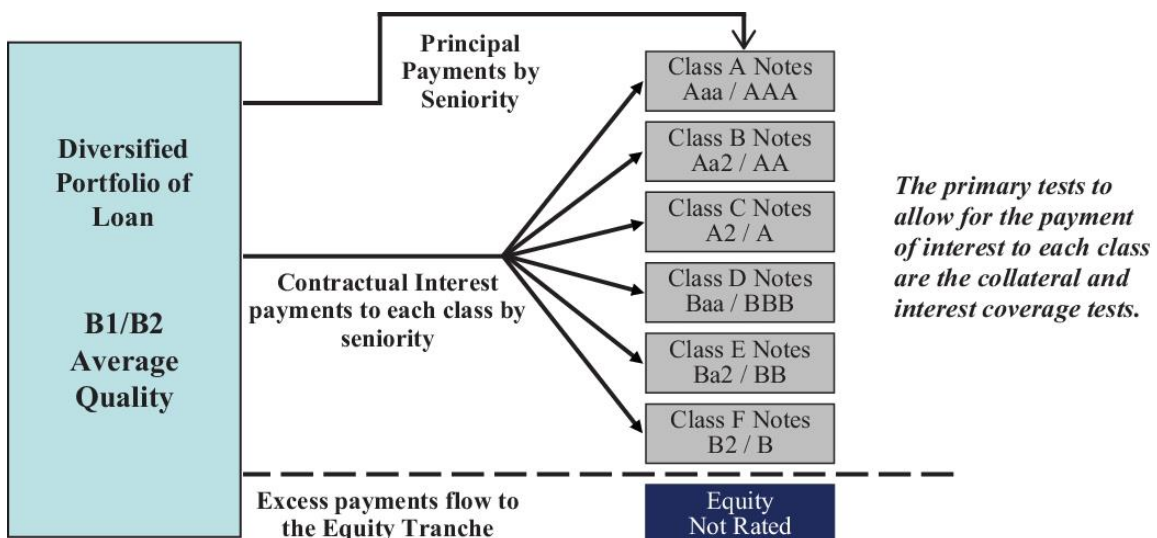 Diversified
Portfolio of
Loan
B1/B2
Average
Quality
Principal
Payments by
Seniority
Contractual Interest
payments to each class by
seniority
Excess payments flow to
the Equity Tranche
Class A Notes
Aaa / AAA
Class B Notes
Aa2 / AA
Class C Notes
A2 / A
Class D Notes
Baa / BBB
Class E Notes
Ba2 / BB
Class F Notes
B2 / B
Equity
Not Rated
The primary tests to
allow for the payment
of interest to each class
are the collateral and
interest coverage tests.